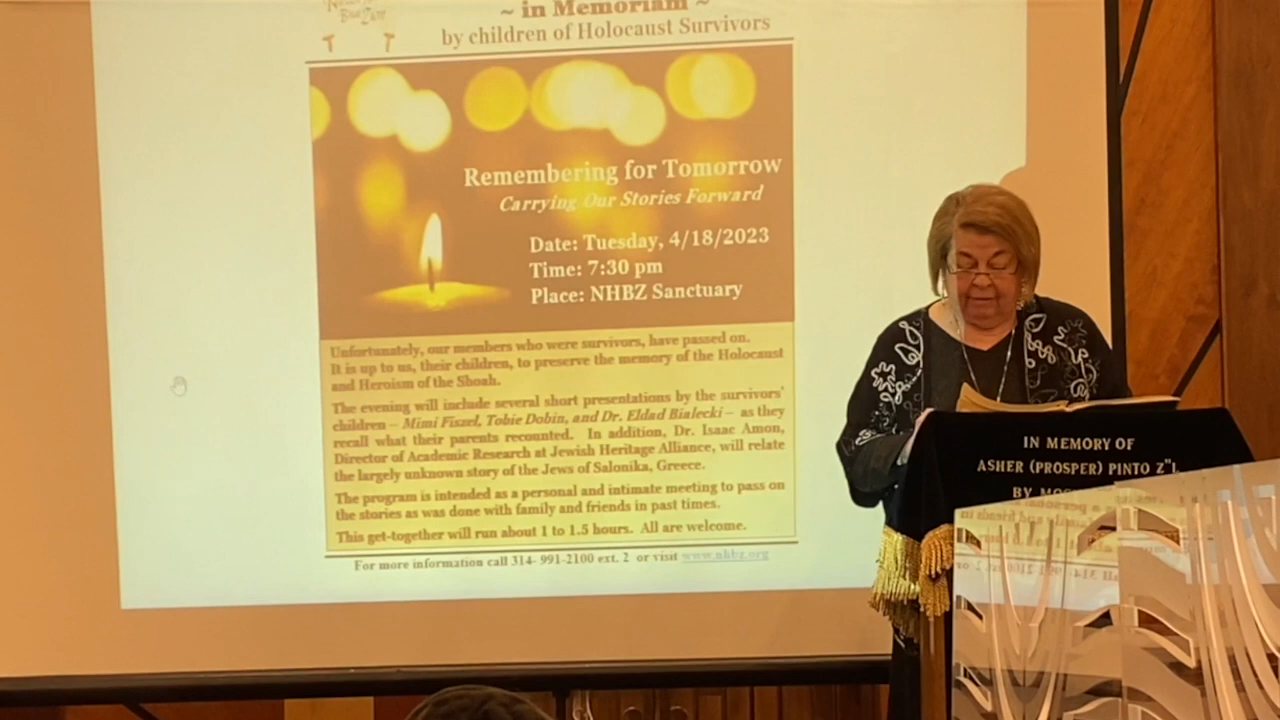 ~ in Memoriam ~
by children of Holocaust Survivors
Remembering for Tomorrow
Carrying Our Stories Forward
Date: Tuesday, 4/18/2023
Time: 7:30 pm
Place: NHBZ Sanctuary
Unfortunately, our members who were survivors, have passed on.
It is up to us, their children, to preserve the memory of the Holocaust
and Heroism of the Shoah.
The evening will include several short presentations by the survivors'
children – Mimi Fiszel, Tobie Dobin, and Dr. Eldad Bialecki – as they
recall what their parents recounted. In addition, Dr. Isaac Amon,
Director of Academic Research at Jewish Heritage Alliance, will relate
the largely unknown story of the Jews of Salonika, Greece.
The program is intended as a personal and intimate meeting to pass on
the stories as was done with family and friends in past times.
This get-together will run about 1 to 1.5 hours. All are welcome.
For more information call 314- 991-2100 ext. 2 or visit www.nhbz.org
IN MEMORY OF
ASHER (PROSPER) PINTO Z"L
BY